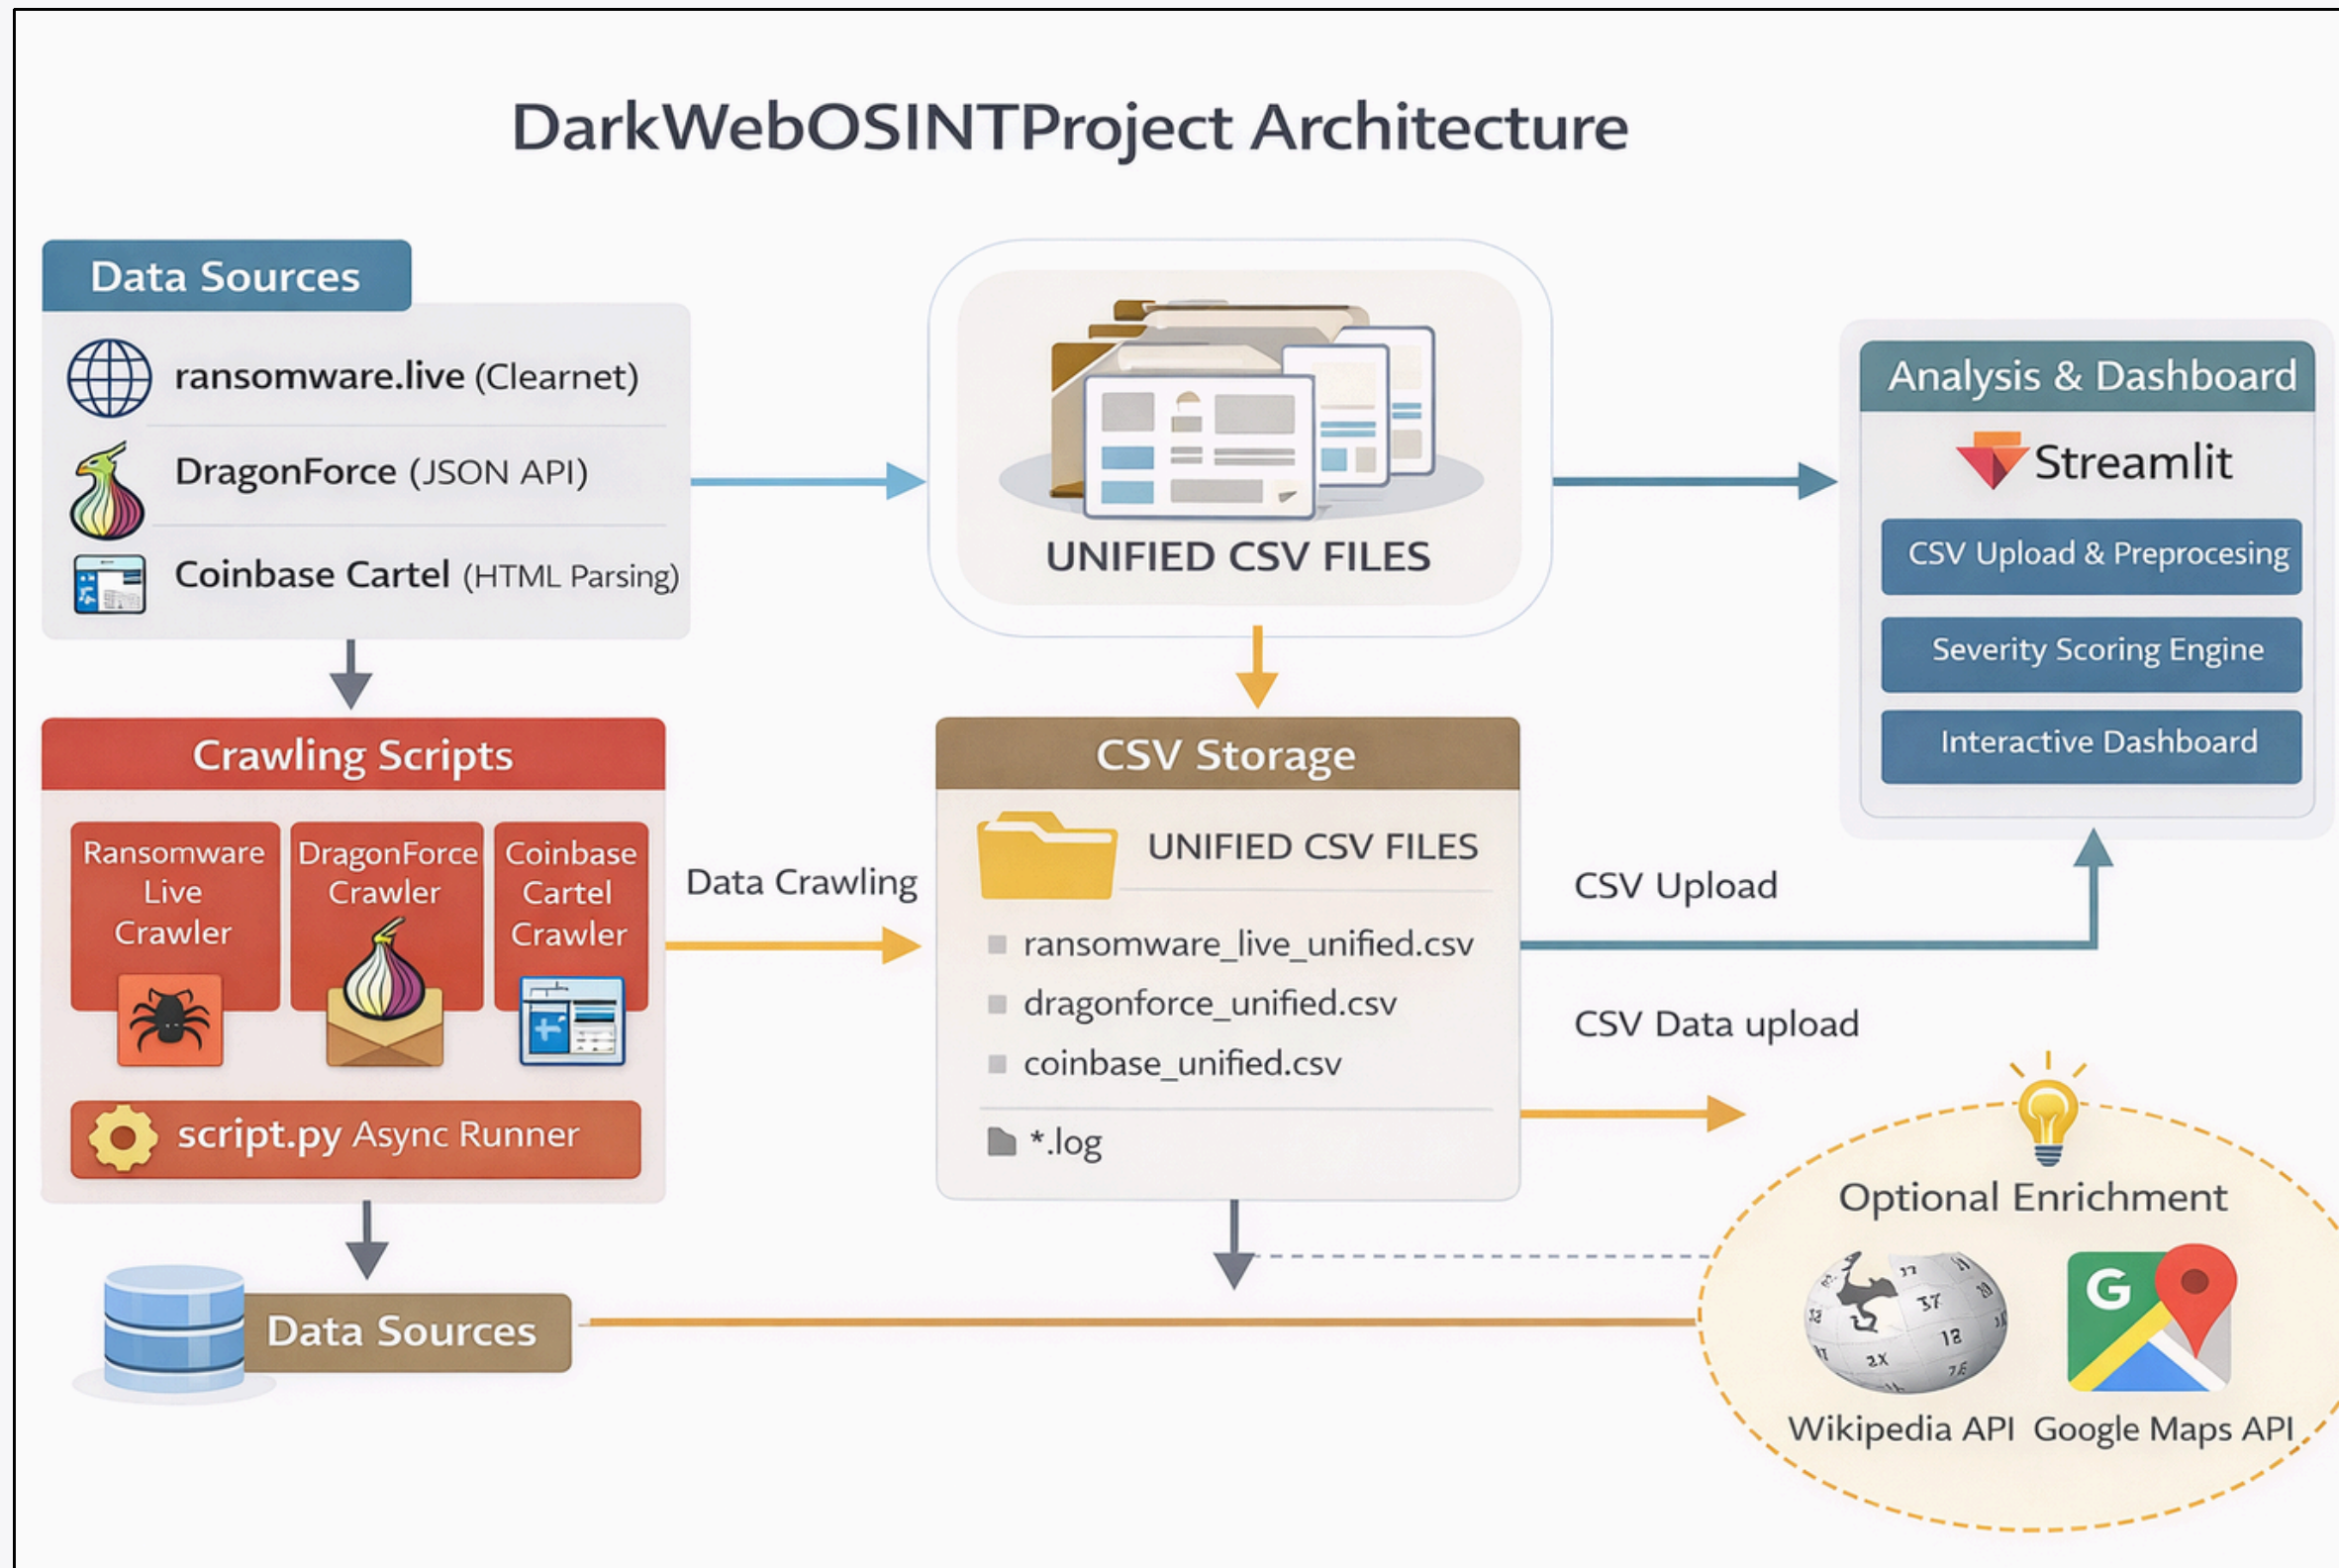 DarkWebOSINTProject Architecture
Data Sources
ransomware.live (Clearnet)
DragonForce (JSON API)
Coinbase Cartel (HTML Parsing)
UNIFIED CSV FILES
Analysis & Dashboard
Streamlit
CSV Upload & Preprocesing
Severity Scoring Engine
Interactive Dashboard
Crawling Scripts
Ransomware
Live
Crawler
DragonForce
Crawler
Coinbase
Cartel
Crawler
script.py Async Runner
Data Crawling
CSV Storage
UNIFIED CSV FILES
ransomware_live_unified.csv
dragonforce_unified.csv
coinbase_unified.csv
*.log
CSV Upload
CSV Data upload
Data Sources
Optional Enrichment
G
Wikipedia API
Google Maps API